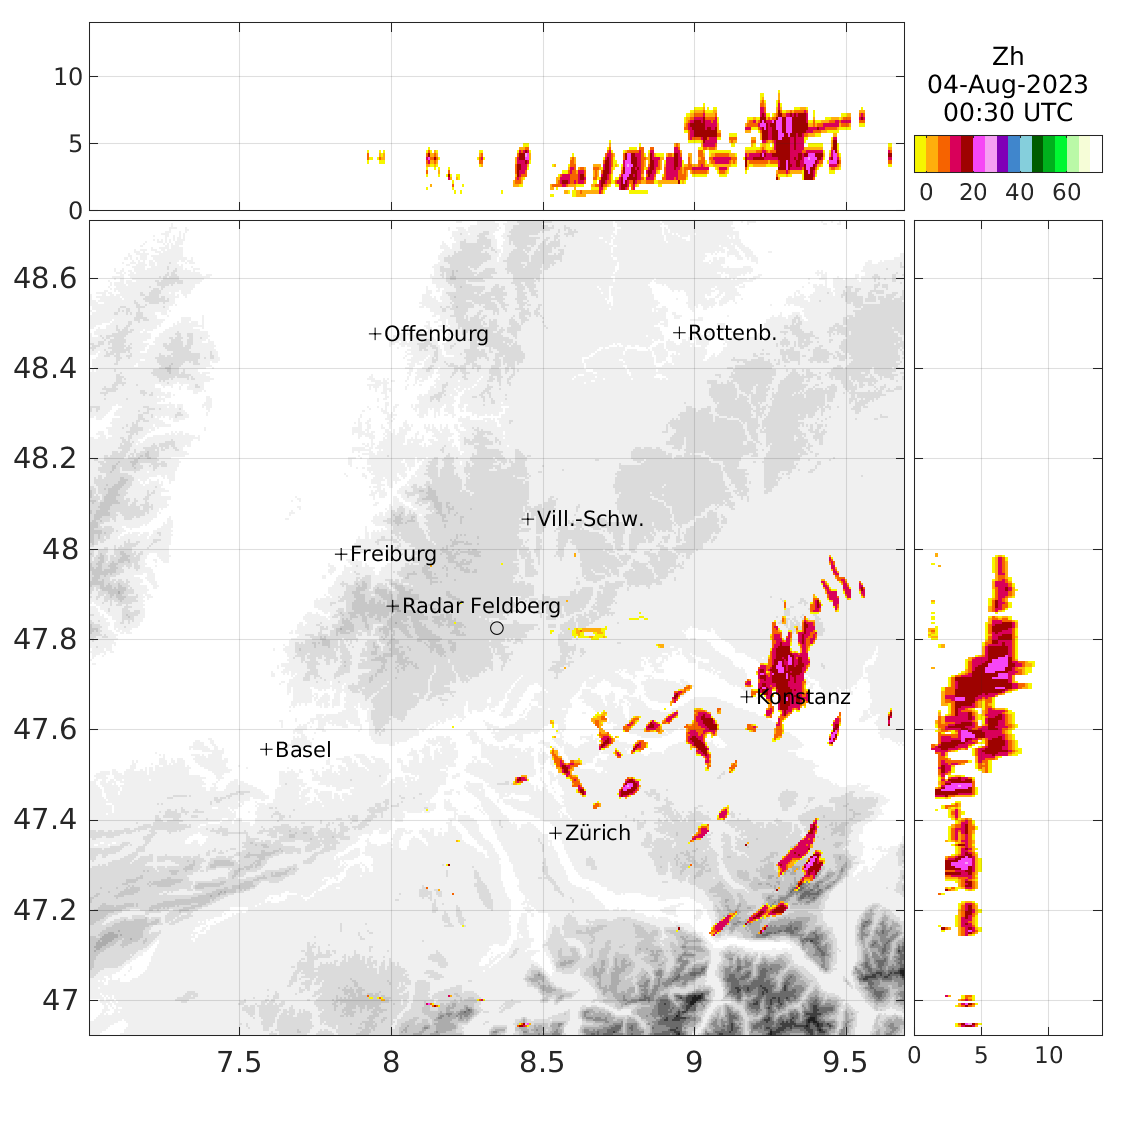 Zh
04-Aug-2023
00:30 UTC
0 20 40 60
10
5
0
48.6
48.4
48.2
48
47.8
47.6
47.4
47.2
47
+Offenburg
+Rottenb.
+Vill.-Schw.
+Freiburg
+Radar Feldberg
+Konstanz
+Basel
+Zürich
7.5 8 8.5 9 9.5
0 5 10